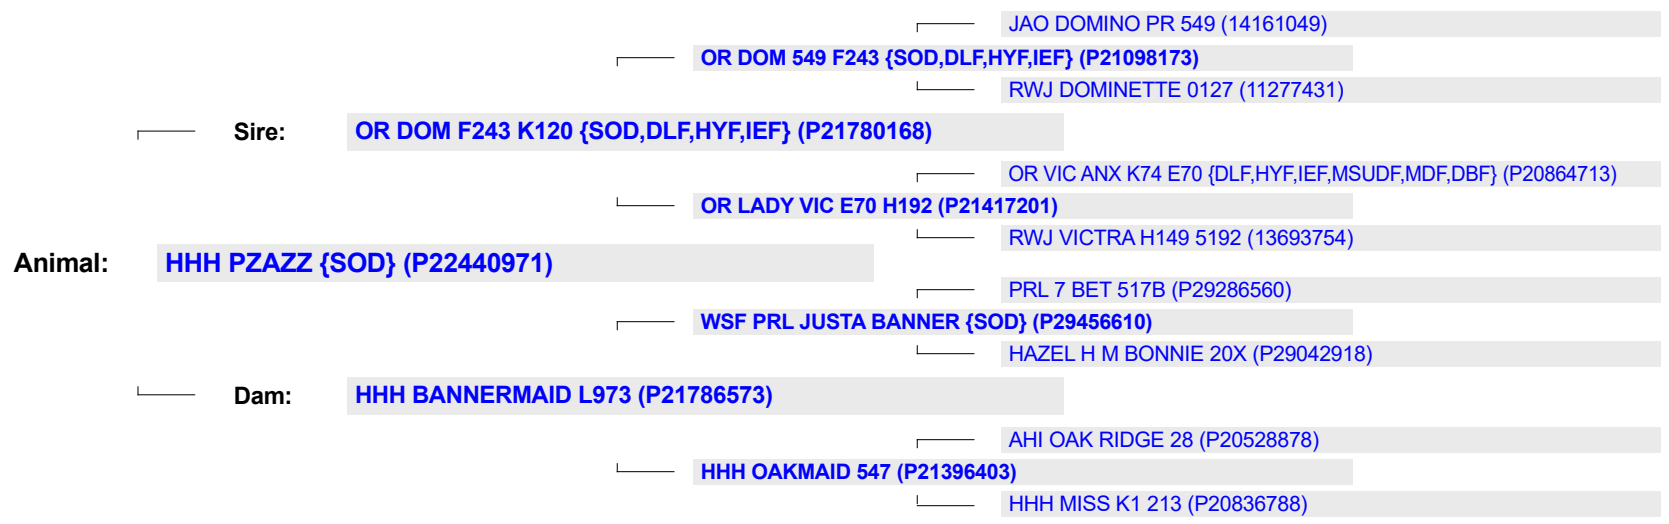 JAO DOMINO PR 549 (14161049)
OR DOM 549 F243 {SOD,DLF,HYF,IEF} (P21098173)
RWJ DOMINETTE 0127 (11277431)
Sire: OR DOM F243 K120 {SOD,DLF,HYF,IEF} (P21780168)
OR VIC ANX K74 E70 {DLF,HYF,IEF,MSUDF,MDF,DBF} (P20864713)
OR LADY VIC E70 H192 (P21417201)
RWJ VICTRA H149 5192 (13693754)
Animal: HHH PZAZZ {SOD} (P22440971)
PRL 7 BET 517B (P29286560)
WSF PRL JUSTA BANNER {SOD} (P29456610)
HAZEL H M BONNIE 20X (P29042918)
Dam: HHH BANNERMAID L973 (P21786573)
AHI OAK RIDGE 28 (P20528878)
HHH OAKMAID 547 (P21396403)
HHH MISS K1 213 (P20836788)